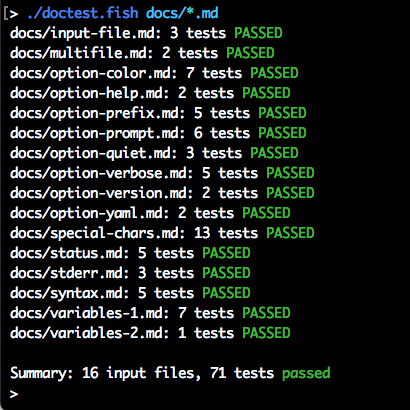 [> ./doctest.fish docs/*.md
docs/input-file.md: 3 tests PASSED
docs/multifile.md: 2 tests PASSED
docs/option-color.md: 7 tests PASSED
docs/option-help.md: 2 tests PASSED
docs/option-prefix.md: 5 tests PASSED
docs/option-prompt.md: 6 tests PASSED
docs/option-quiet.md: 3 tests PASSED
docs/option-verbose.md: 5 tests PASSED
docs/option-version.md: 2 tests PASSED
docs/option-yaml.md: 2 tests PASSED
docs/special-chars.md: 13 tests PASSED
docs/status.md: 5 tests PASSED
docs/stderr.md: 3 tests PASSED
docs/syntax.md: 5 tests PASSED
docs/variables-1.md: 7 tests PASSED
docs/variables-2.md: 1 tests PASSED
Summary: 16 input files, 71 tests passed
>